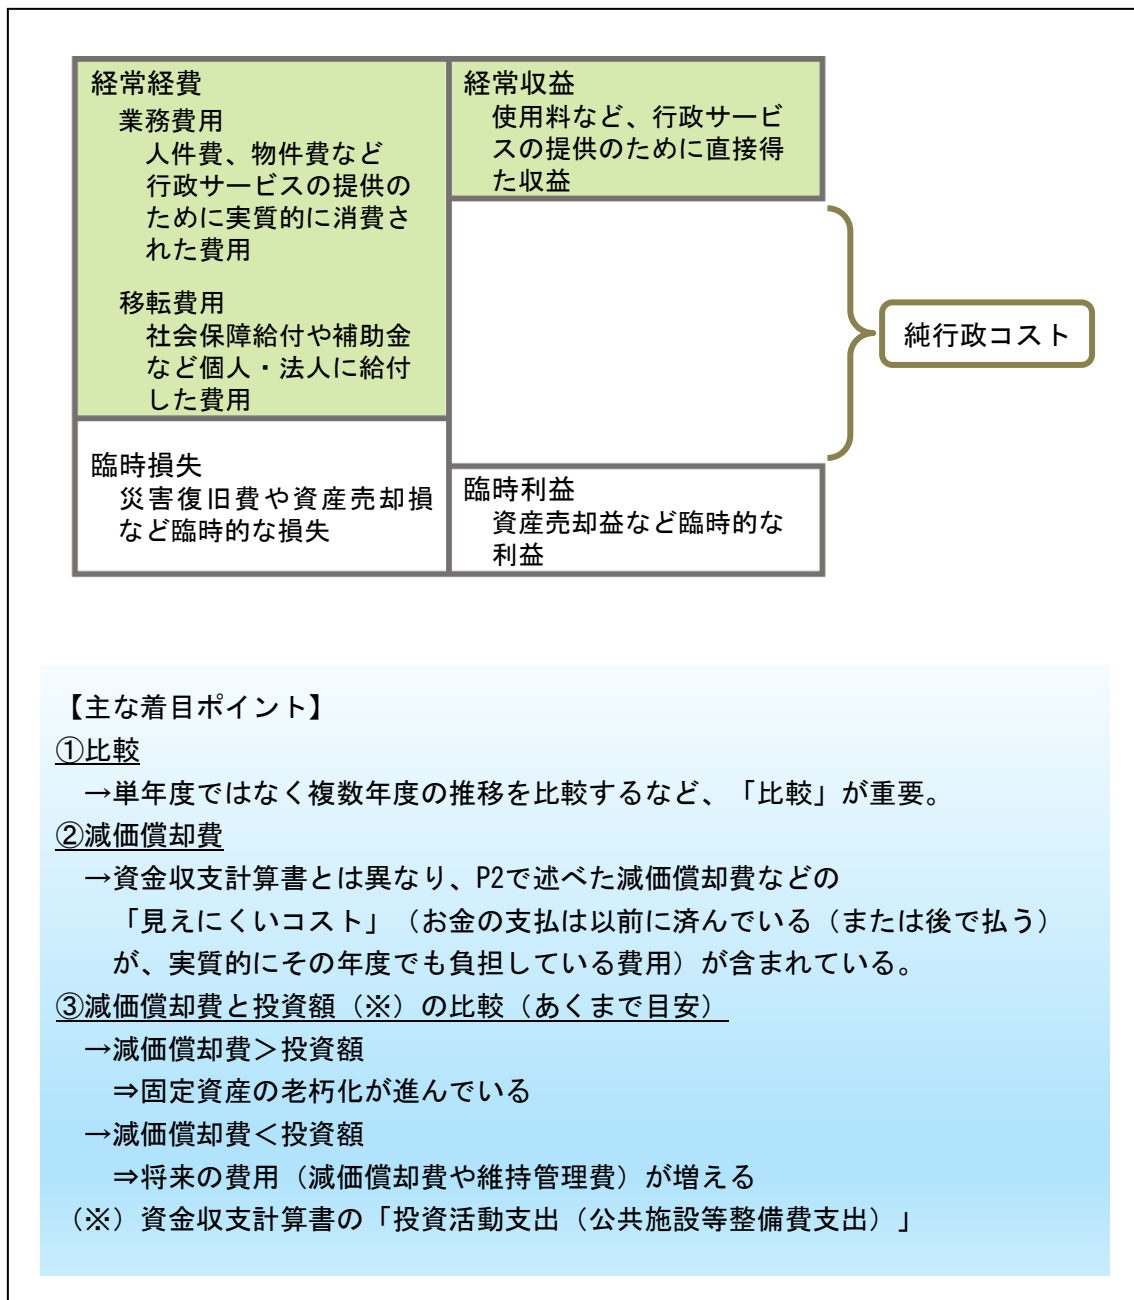 経常経費
業務費用
人件費、物件費など
行政サービスの提供の
ために実質的に消費さ
れた費用
移転費用
社会保障給付や補助金
など個人・法人に給付
した費用
臨時損失
災害復旧費や資産売却損
など臨時的な損失
経常収益
使用料など、行政サービ
スの提供のために直接得
た収益
臨時利益
資産売却益など臨時的な
利益
純行政コスト
【主な着目ポイント】
①比較
→単年度ではなく複数年度の推移を比較するなど、「比較」が重要。
②減価償却費
→資金収支計算書とは異なり、P2で述べた減価償却費などの
「見えにくいコスト」（お金の支払は以前に済んでいる（または後で払う）
が、実質的にその年度でも負担している費用）が含まれている。
③減価償却費と投資額（※）の比較（あくまで目安）
→減価償却費＞投資額
⇒固定資産の老朽化が進んでいる
→減価償却費＜投資額
⇒将来の費用（減価償却費や維持管理費）が増える
（※）資金収支計算書の「投資活動支出（公共施設等整備費支出）」